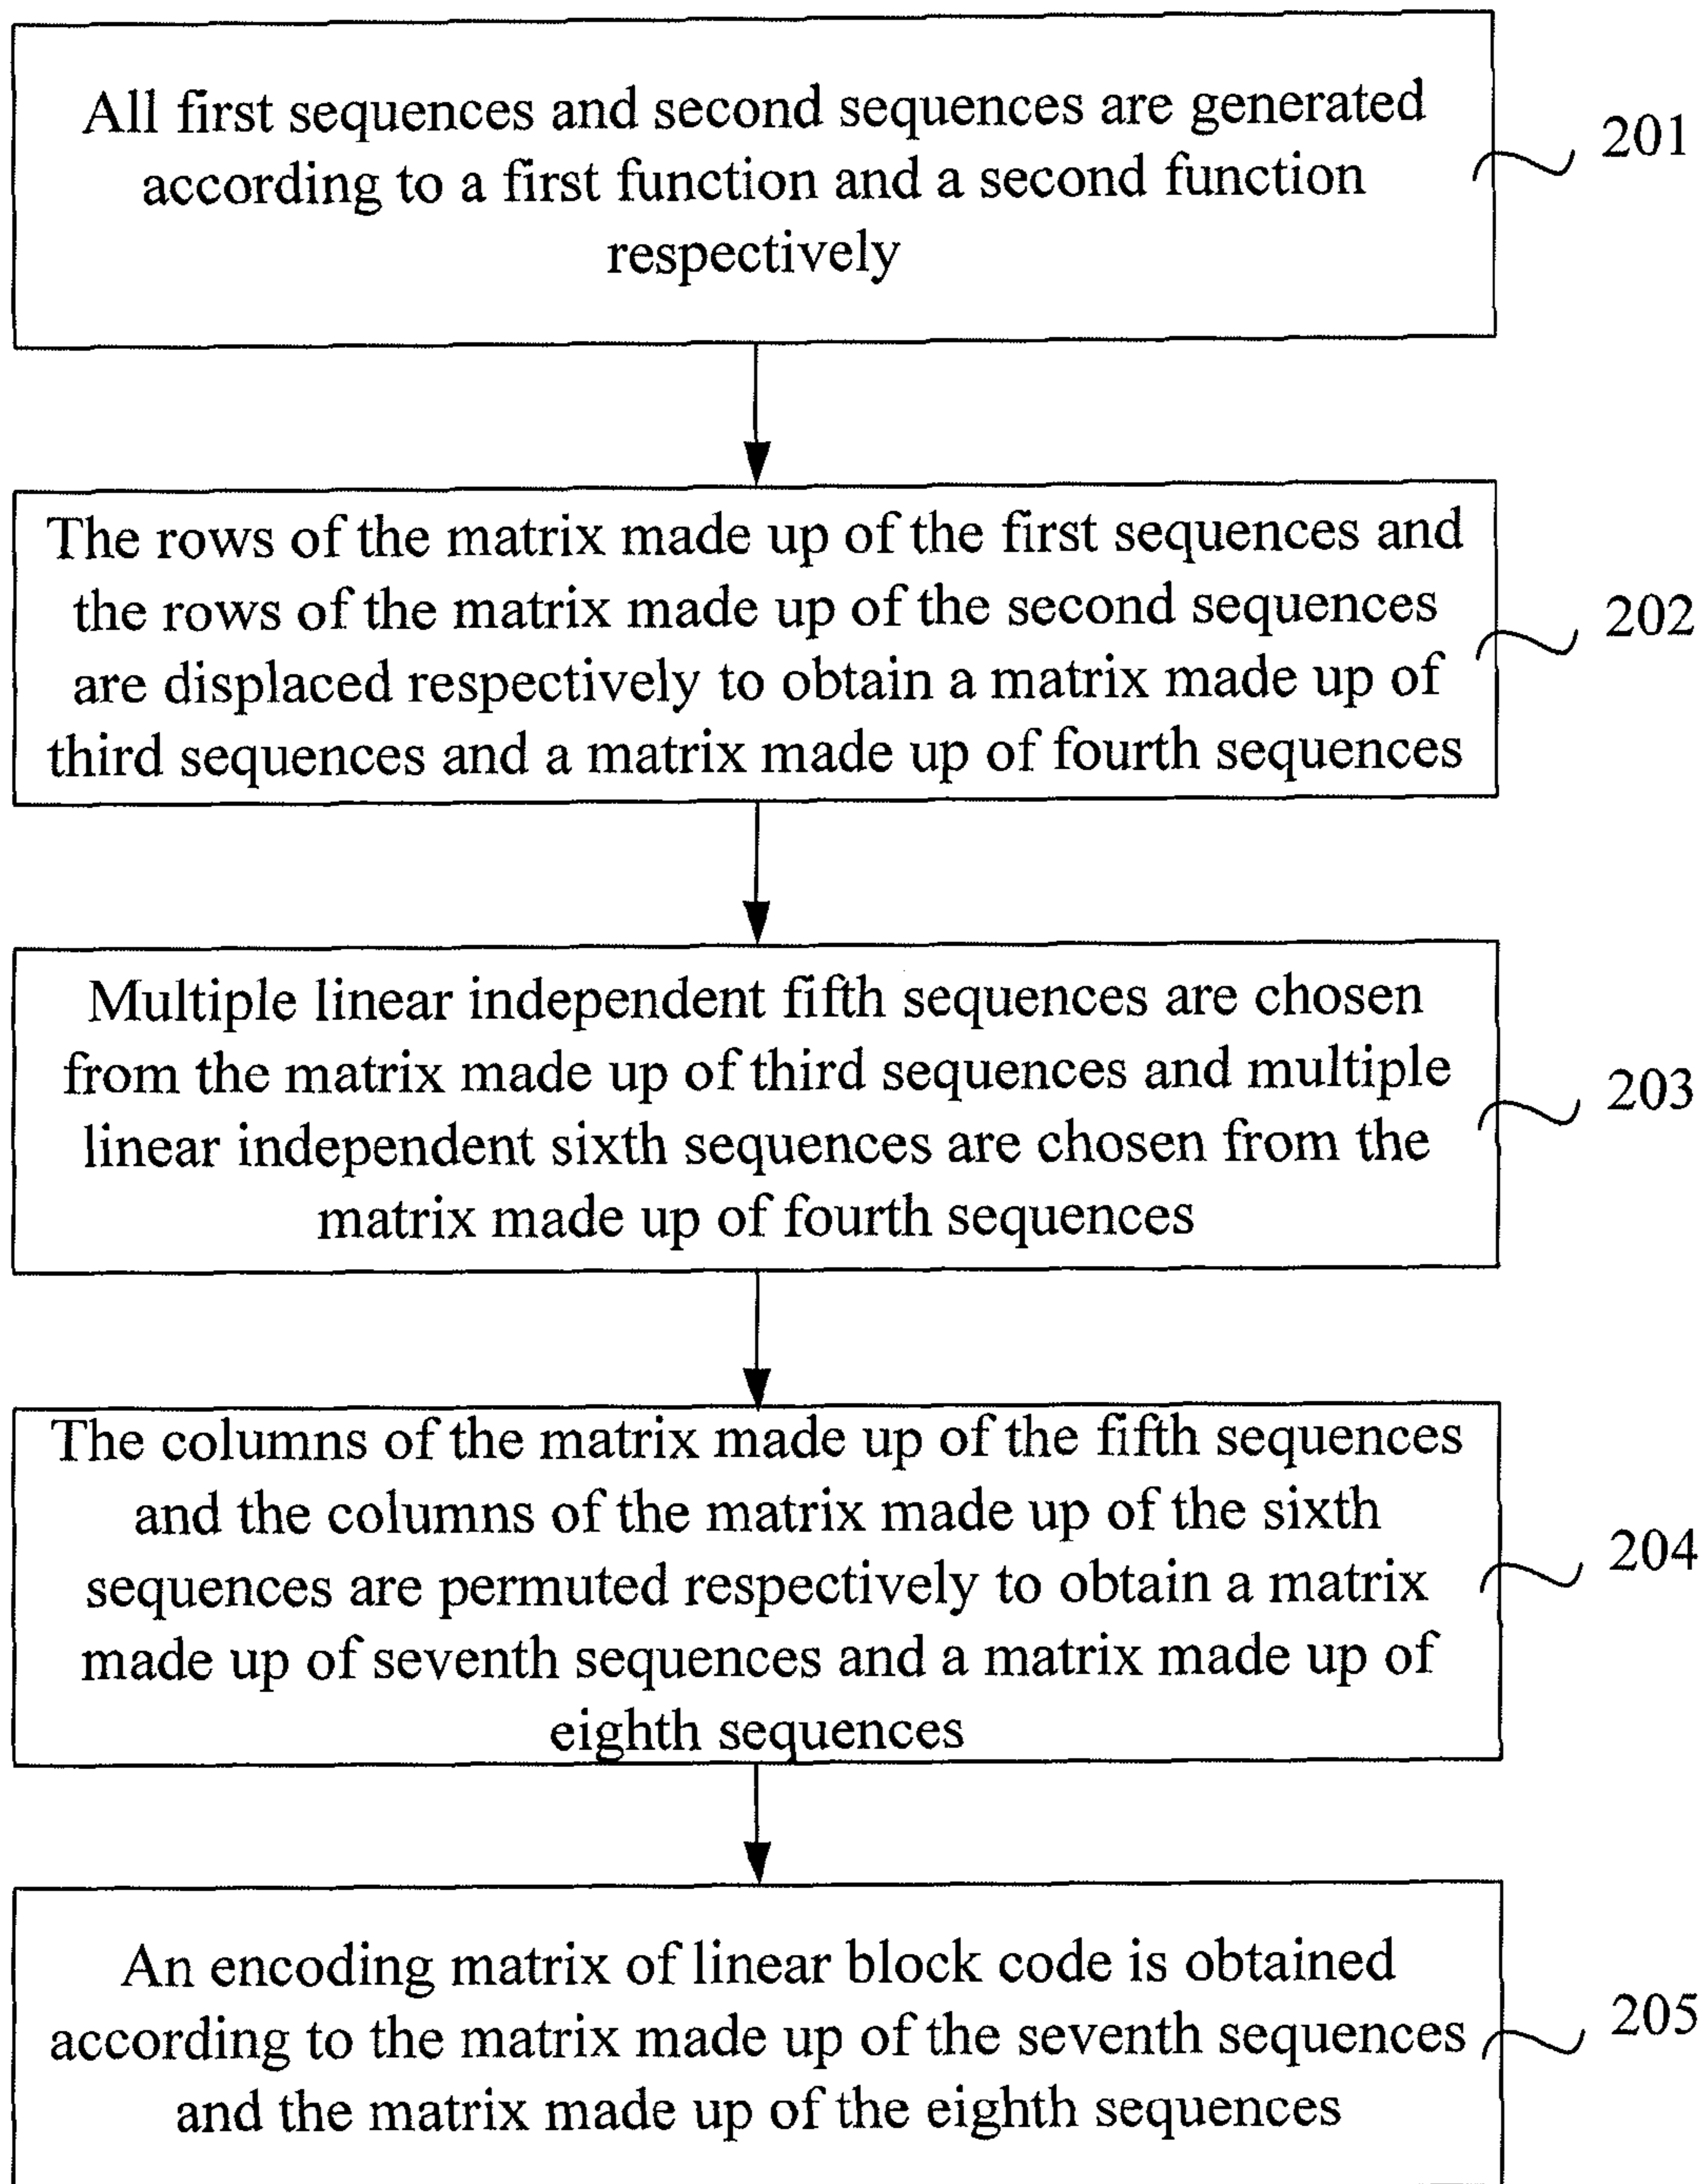 All first sequences and second sequences are generated
according to a first function and a second function
respectively
201
The rows of the matrix made up of the first sequences and
the rows of the matrix made up of the second sequences
are displaced respectively to obtain a matrix made up of
third sequences and a matrix made up of fourth sequences
202
Multiple linear independent fifth sequences are chosen
from the matrix made up of third sequences and multiple
linear independent sixth sequences are chosen from the
matrix made up of fourth sequences
203
The columns of the matrix made up of the fifth sequences
and the columns of the matrix made up of the sixth
sequences are permuted respectively to obtain a matrix
made up of seventh sequences and a matrix made up of
eighth sequences
204
An encoding matrix of linear block code is obtained
according to the matrix made up of the seventh sequences
and the matrix made up of the eighth sequences
205